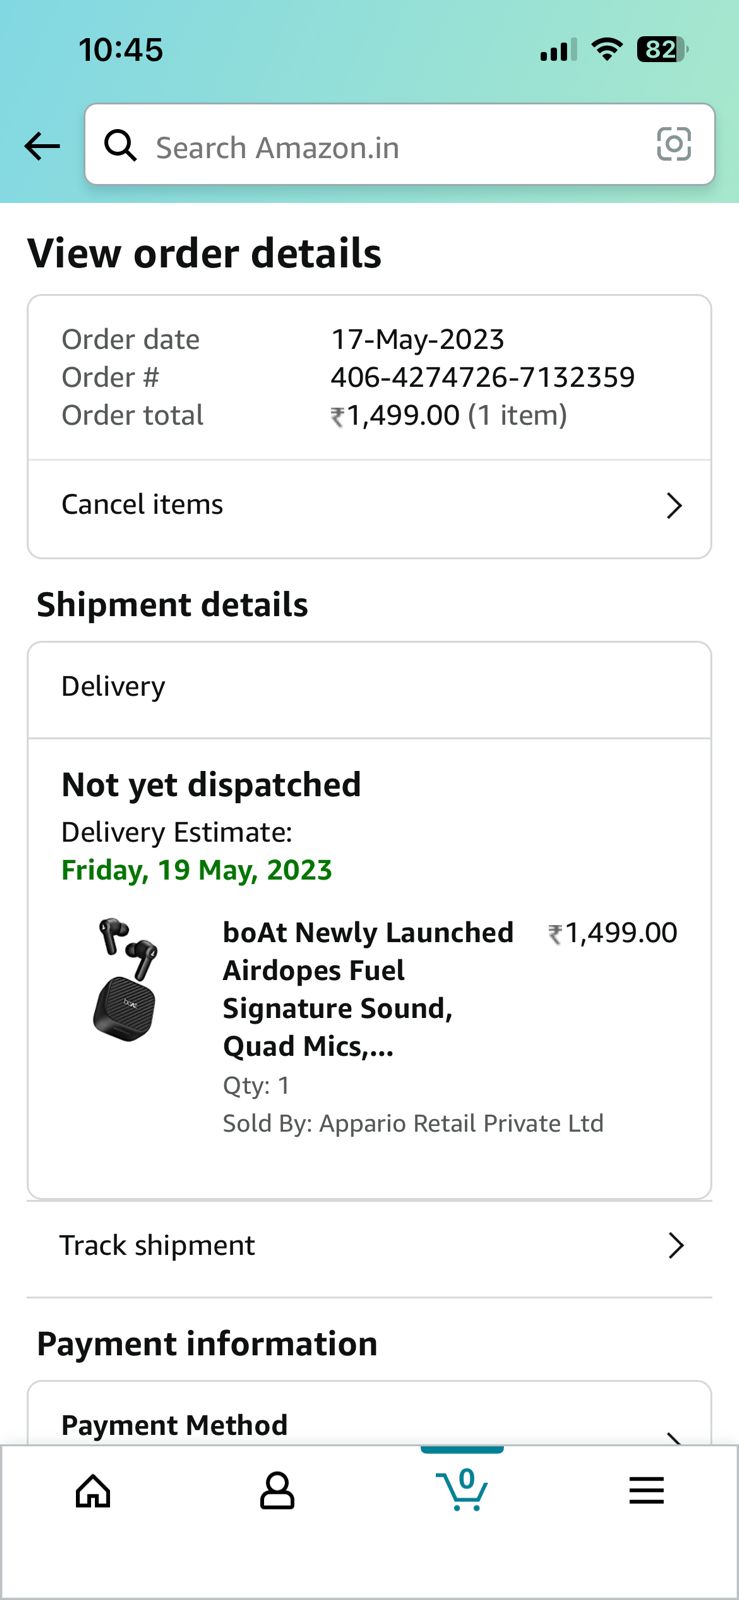 10:45
82
Search Amazon.in
View order details
Order date 17-May-2023
Order # 406-4274726-7132359
Order total ₹1,499.00 (1 item)
Cancel items
Shipment details
Delivery
Not yet dispatched
Delivery Estimate:
Friday, 19 May, 2023
boAt Newly Launched ₹1,499.00
Airdopes Fuel
Signature Sound,
Quad Mics,...
Qty: 1
Sold By: Appario Retail Private Ltd
boAt
Track shipment
Payment information
Payment Method
0